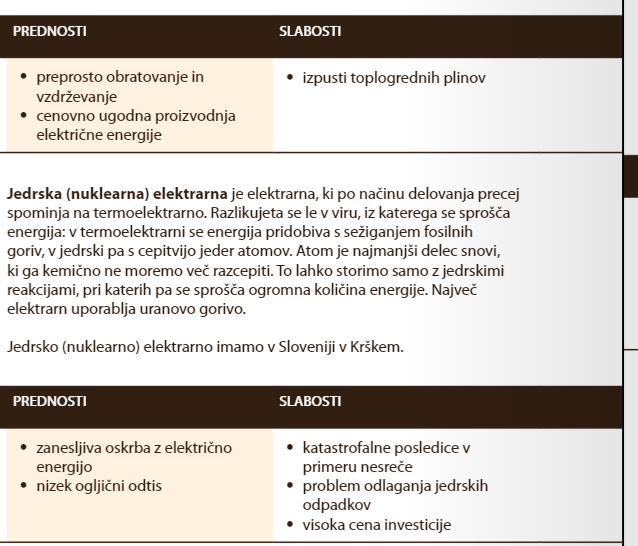 PREDNOSTI SLABOSTI
• preprosto obratovanje in
vzdrževanje
• cenovno ugodna proizvodnja
električne energije
• izpusti toplogrednih plinov
Jedrska (nuklearna) elektrarna je elektrarna, ki po načinu delovanja precej
spominja na termoelektrarno. Razlikujeta se le v viru, iz katerega se sprošča
energija: v termoelektrarni se energija pridobiva s sežiganjem fosilnih
goriv, v jedrski pa s cepitvijo jeder atomov. Atom je najmanjši delec snovi,
ki ga kemično ne moremo več razcepiti. To lahko storimo samo z jedrskimi
reakcijami, pri katerih pa se sprošča ogromna količina energije. Največ
elektrarn uporablja uranovo gorivo.
Jedrsko (nuklearno) elektrarno imamo v Sloveniji v Krškem.
PREDNOSTI SLABOSTI
• zanesljiva oskrba z električno
energijo
• nizek ogljični odtis
• katastrofalne posledice v
primeru nesreče
• problem odlaganja jedrskih
odpadkov
• visoka cena investicije